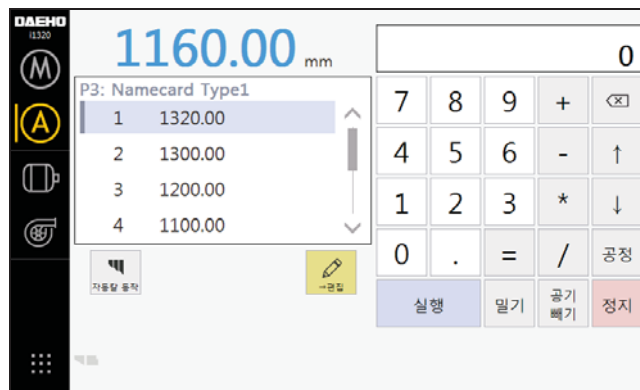 DAEHO
i1320
M
A
1160.00 mm
0
P3: Namecard Type1
1 1320.00
2 1300.00
3 1200.00
4 1100.00
7 8 9 +
4 5 6 - ↑
1 2 3 * ↓
0 . = / 공정
실행 밀기 공기 빼기 정지
자동칼 동작
→편집